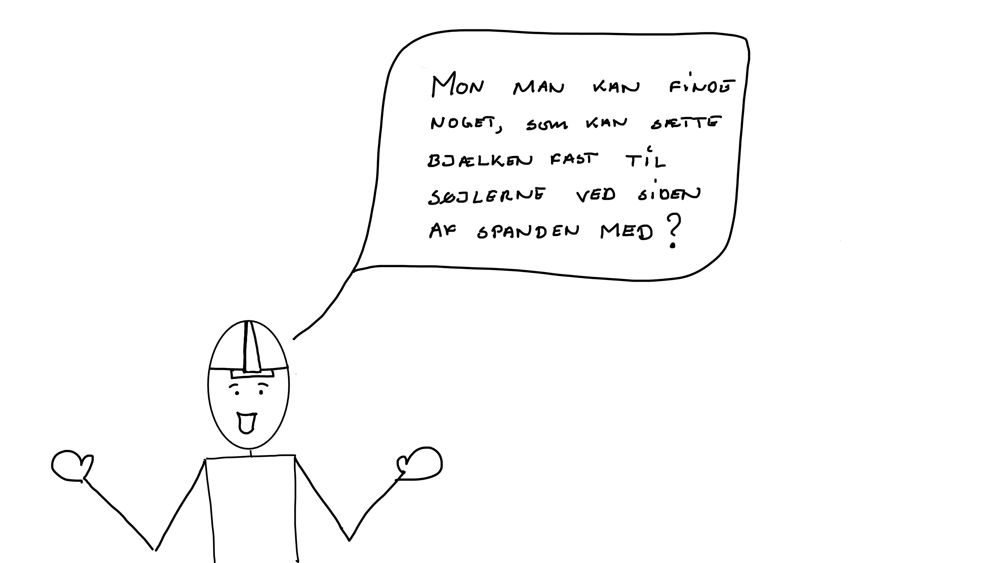 MON MAN KAN FINDE
NOGET, SOM KAN SÆTTE
BJÆLKEN FAST TIL
SØJLERNE VED SIDEN
AF SPANDEN MED?